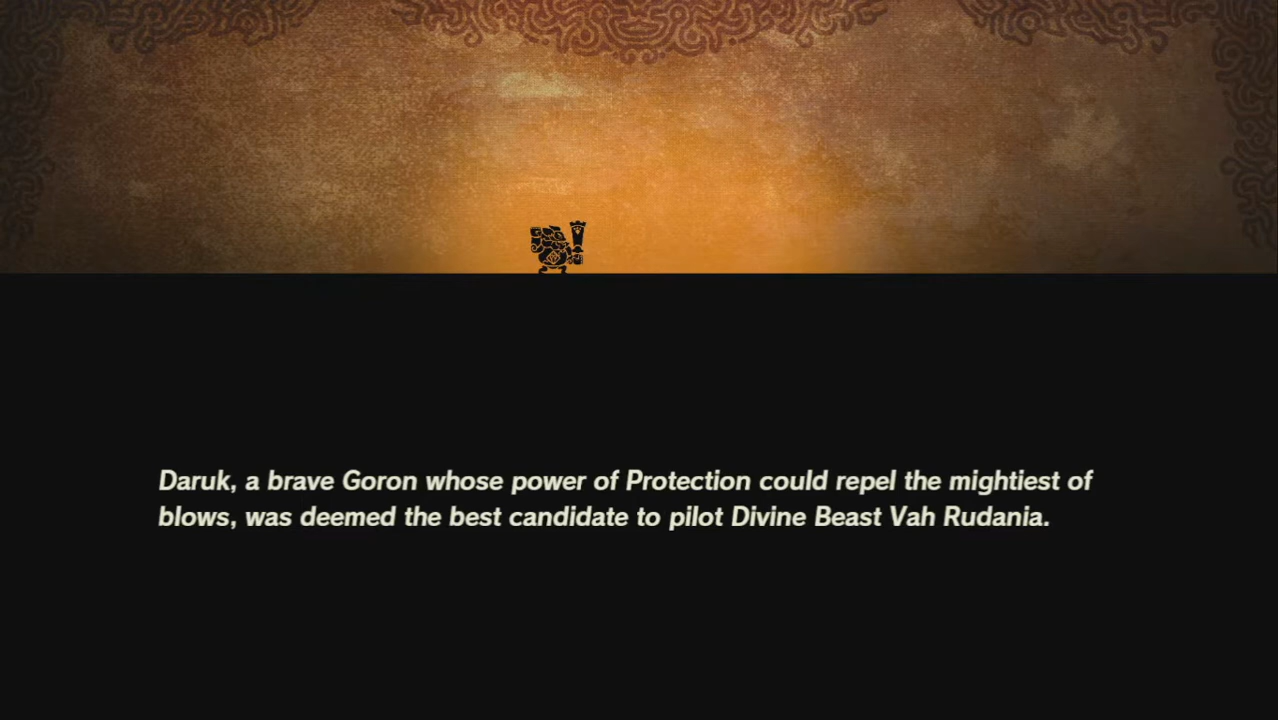 Daruk, a brave Goron whose power of Protection could repel the mightiest of
blows, was deemed the best candidate to pilot Divine Beast Vah Rudania.